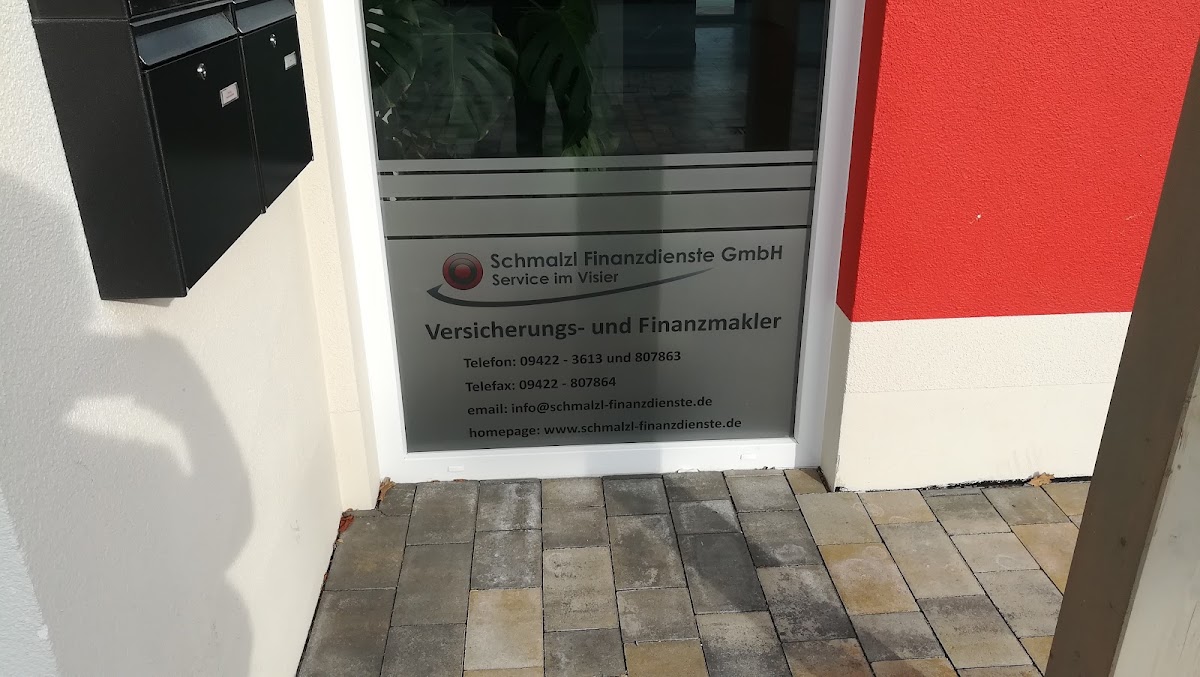 Schmalzl Finanzdienste GmbH
Service im Visier
Versicherungs- und Finanzmakler
Telefon: 09422 - 3613 und 807863
Telefax: 09422 - 807864
email: info@schmalzl-finanzdienste.de
homepage: www.schmalzl-finanzdienste.de